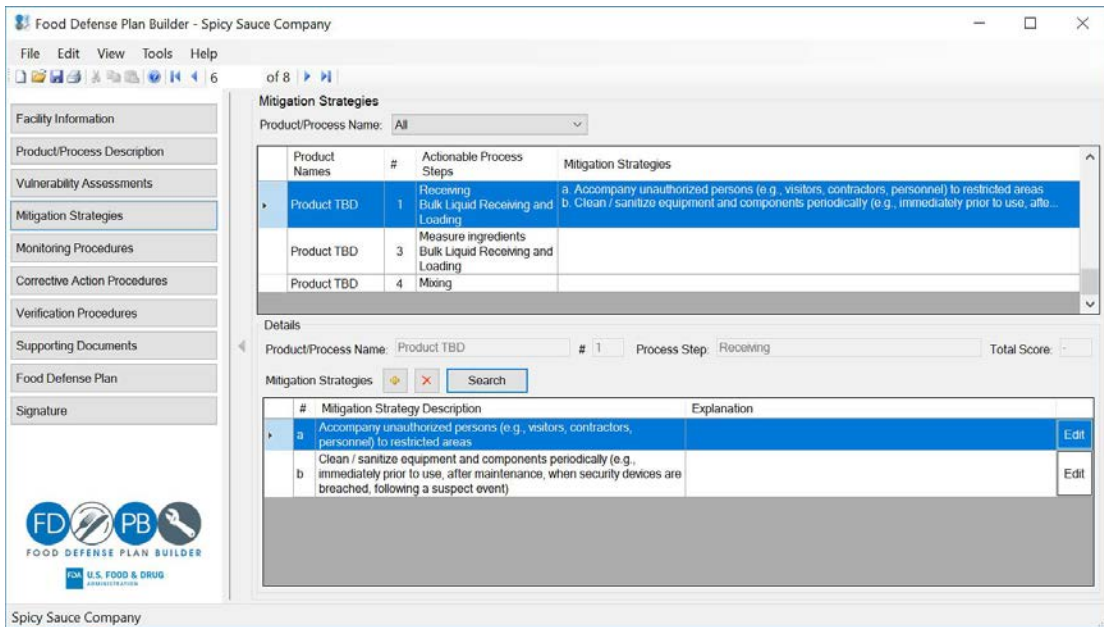 Food Defense Plan Builder - Spicy Sauce Company
File Edit View Tools Help
6 of 8
Facility Information
Product/Process Description
Vulnerability Assessments
Mitigation Strategies
Monitoring Procedures
Corrective Action Procedures
Verification Procedures
Supporting Documents
Food Defense Plan
Signature
FD PB
FOOD DEFENSE PLAN BUILDER
FDA U.S. FOOD & DRUG
ADMINISTRATION
Mitigation Strategies
Product/Process Name: All
Product Names # Actionable Process Steps Mitigation Strategies
Product TBD 1 Receiving
Bulk Liquid Receiving and
Loading
a. Accompany unauthorized persons (e.g., visitors, contractors, personnel) to restricted areas
b. Clean / sanitize equipment and components periodically (e.g., immediately prior to use, afte...
Product TBD 3 Measure ingredients
Bulk Liquid Receiving and
Loading
Product TBD 4 Mixing
Details
Product/Process Name: Product TBD # 1 Process Step: Receiving Total Score: -
Mitigation Strategies Search
# Mitigation Strategy Description Explanation
a Accompany unauthorized persons (e.g., visitors, contractors,
personnel) to restricted areas Edit
b Clean / sanitize equipment and components periodically (e.g.,
immediately prior to use, after maintenance, when security devices are
breached, following a suspect event) Edit
Spicy Sauce Company